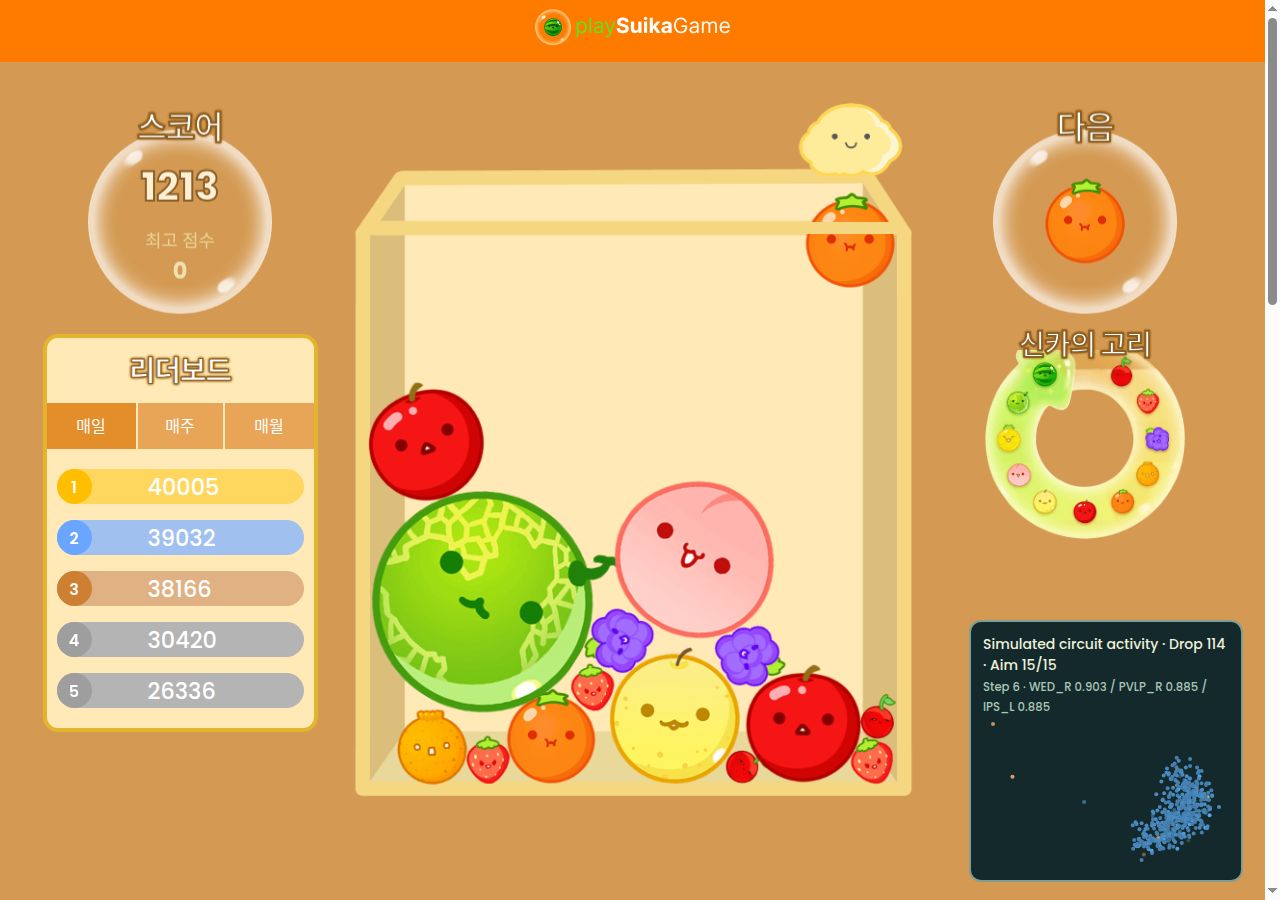 playSuikaGame
스코어
1213
최고 점수
0
리더보드
매일 매주 매월
1 40005
2 39032
3 38166
4 30420
5 26336
다음
신카의 고리
Simulated circuit activity · Drop 114
· Aim 15/15
Step 6 · WED_R 0.903 / PVLP_R 0.885 /
IPS_L 0.885